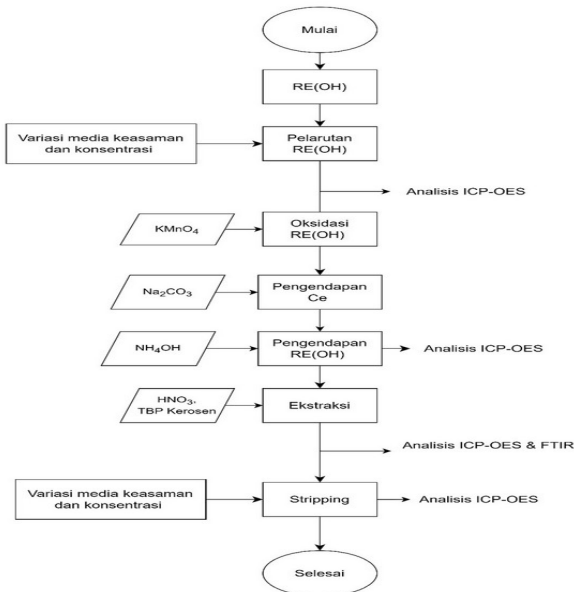 Mulai
RE(OH)
Variasi media keasaman
dan konsentrasi
Pelarutan
RE(OH)
Analisis ICP-OES
KMnO₄
Oksidasi
RE(OH)
Na₂CO₃
Pengendapan
Ce
NH₄OH
Pengendapan
RE(OH)
Analisis ICP-OES
HNO₃,
TBP Kerosen
Ekstraksi
Analisis ICP-OES & FTIR
Variasi media keasaman
dan konsentrasi
Stripping
Analisis ICP-OES
Selesai